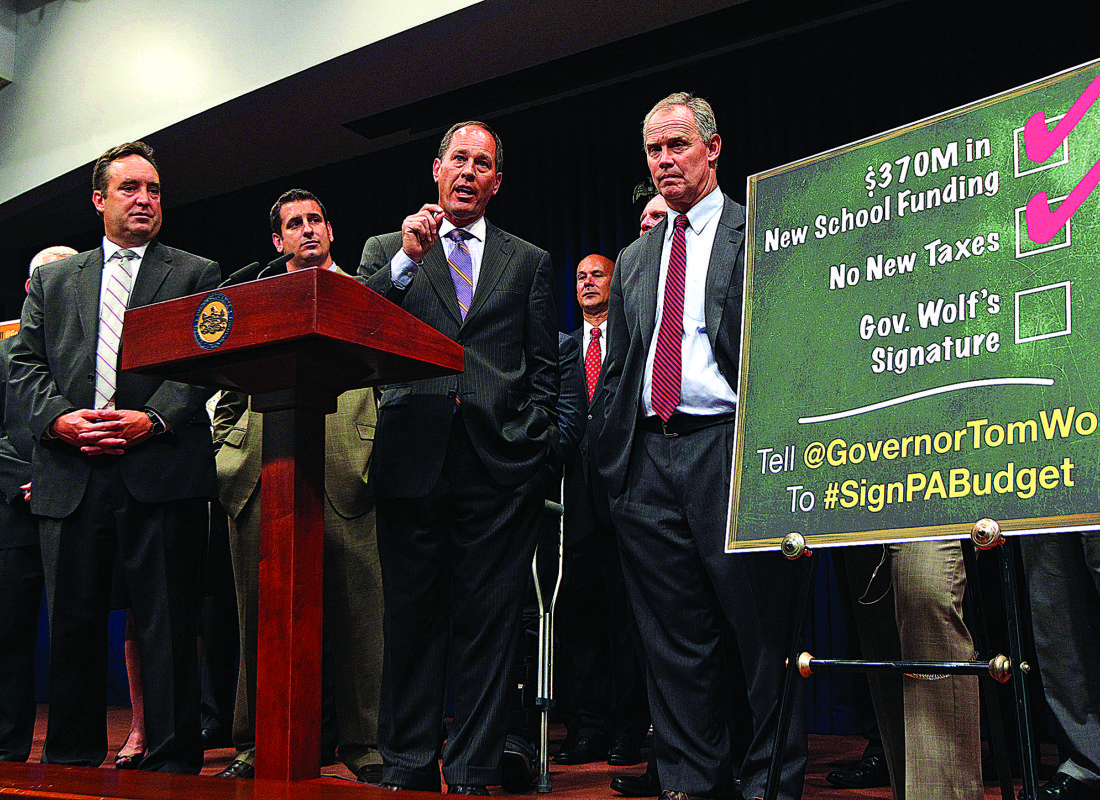 $370M in
New School Funding
No New Taxes
Gov. Wolf's
Signature
Tell @GovernorTomWo
To #SignPABudget